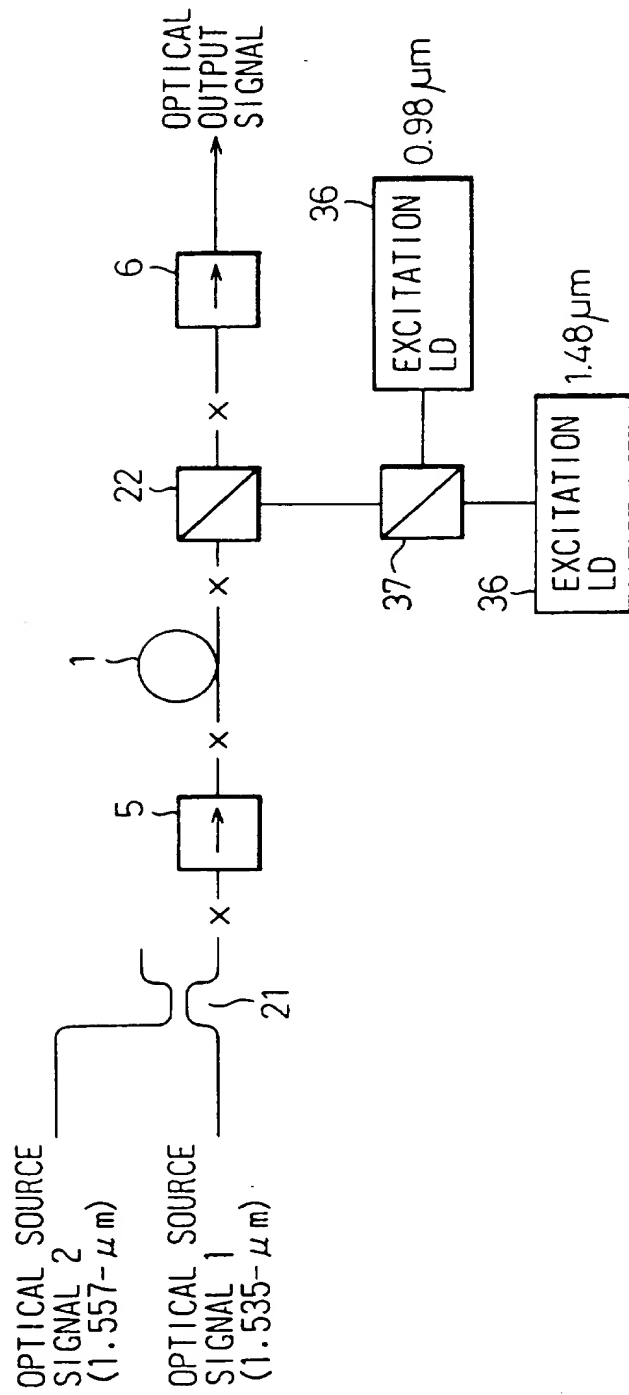 OPTICAL SOURCE
SIGNAL 2
(1.557-μm)
OPTICAL SOURCE
SIGNAL 1
(1.535-μm)
21
5
1
22
6
OPTICAL
OUTPUT
SIGNAL
37
36
EXCITATION
LD
0.98μm
36
EXCITATION
LD
1.48μm